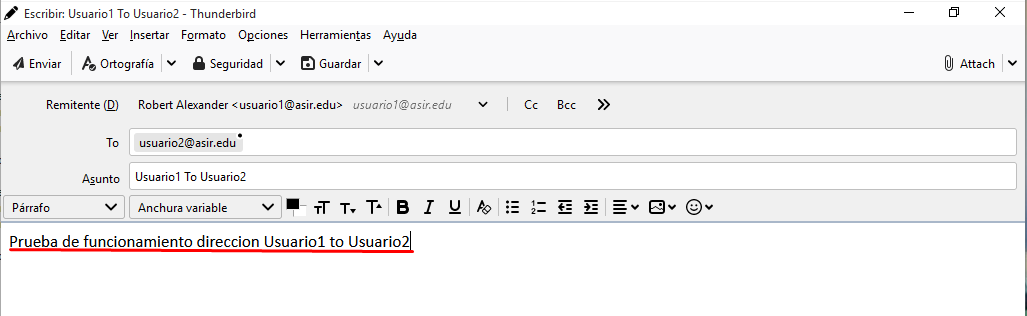 Escribir: Usuario1 To Usuario2 - Thunderbird
Archivo Editar Ver Insertar Formato Opciones Herramientas Ayuda
Enviar Ortografía Seguridad Guardar Attach
Remitente (D) Robert Alexander <usuario1@asir.edu> usuario1@asir.edu Cc Bcc
To usuario2@asir.edu
Asunto Usuario1 To Usuario2
Párrafo Anchura variable B I U
Prueba de funcionamiento direccion Usuario1 to Usuario2